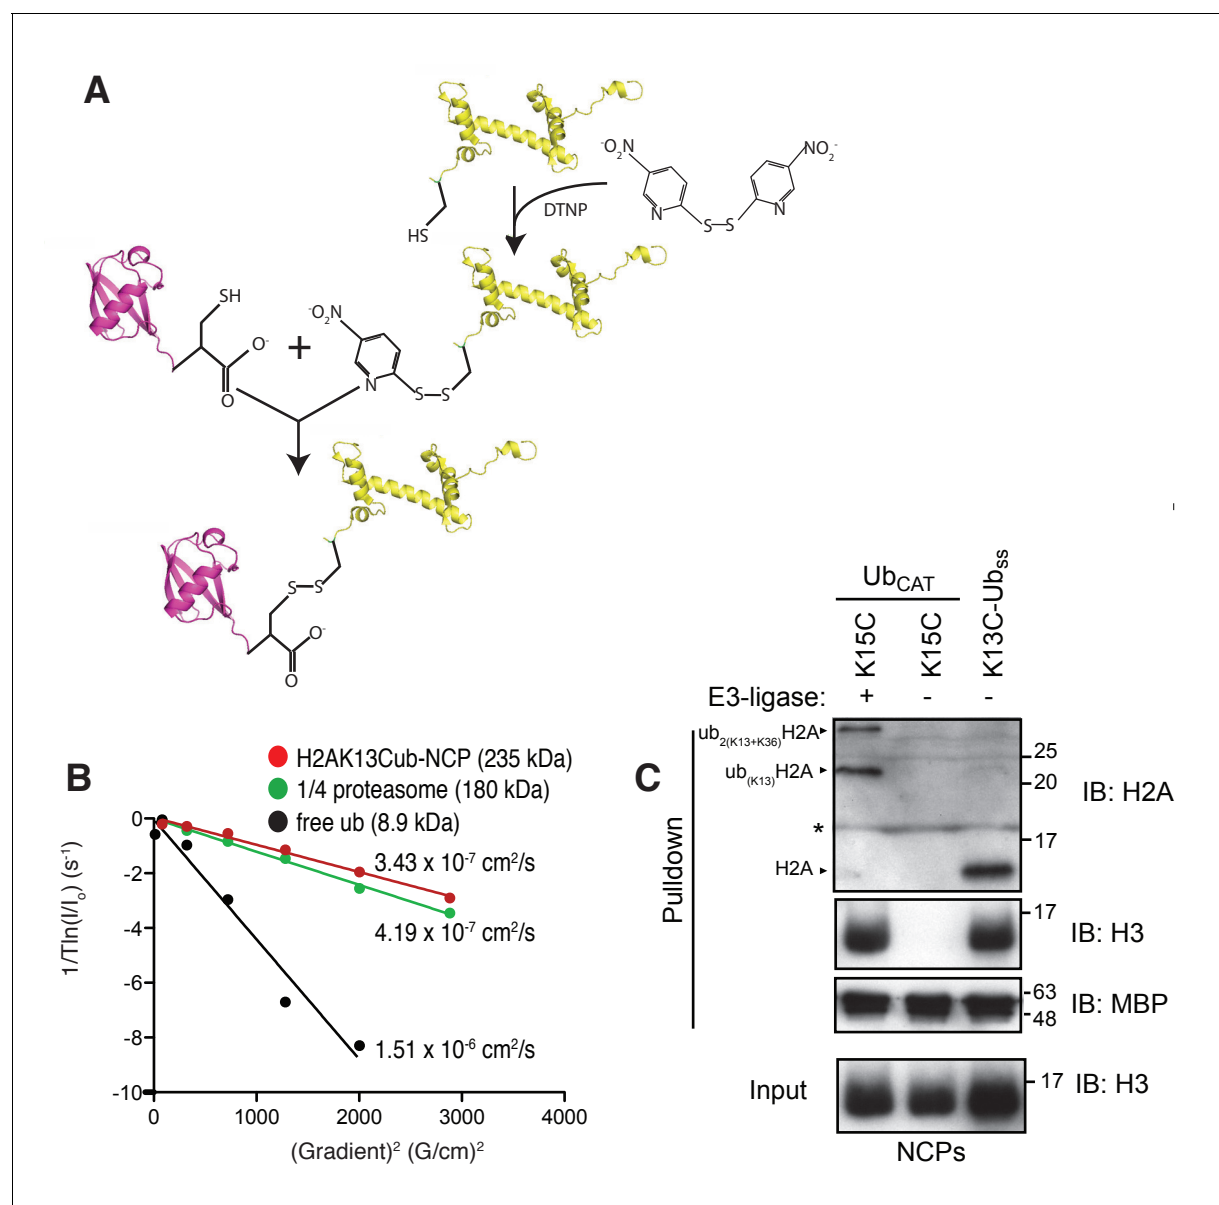 A
⁻O₂N
NO₂⁻
N
N
S–S
DTNP
HS
SH
O⁻
O
+
⁻O₂N
N
S–S
S–S
O⁻
O
B
H2AK13Cub-NCP (235 kDa)
1/4 proteasome (180 kDa)
free ub (8.9 kDa)
1/Tln(I/Iₒ) (s⁻¹)
0
-2
-4
-6
-8
-10
3.43 x 10⁻⁷ cm²/s
4.19 x 10⁻⁷ cm²/s
1.51 x 10⁻⁶ cm²/s
0 1000 2000 3000 4000
(Gradient)² (G/cm)²
C
Ub_CAT
K15C K15C K13C-Ub_ss
E3-ligase: + - -
Pulldown
ub₂(K13+K36)H2A
ub(K13)H2A
*
H2A
25
20
17
IB: H2A
17
IB: H3
63
48
IB: MBP
Input
17
IB: H3
NCPs